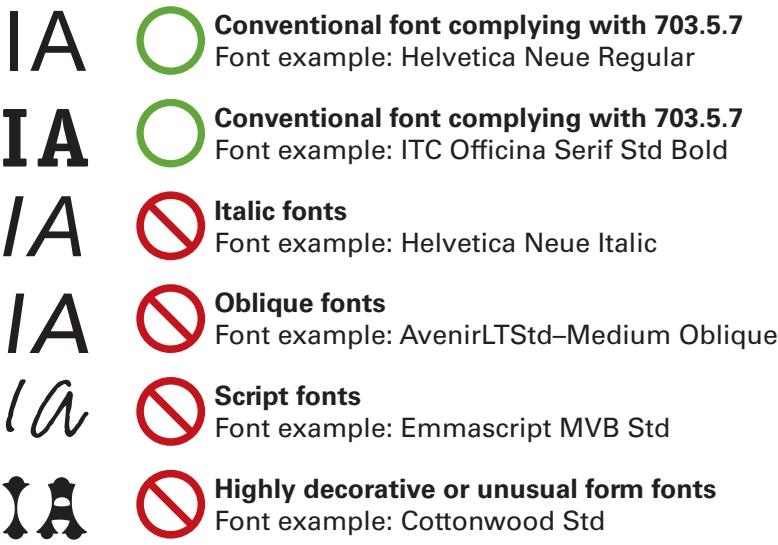 IA
Conventional font complying with 703.5.7
Font example: Helvetica Neue Regular
IA
Conventional font complying with 703.5.7
Font example: ITC Officina Serif Std Bold
IA
Italic fonts
Font example: Helvetica Neue Italic
IA
Oblique fonts
Font example: AvenirLTStd–Medium Oblique
Ia
Script fonts
Font example: Emmascript MVB Std
IA
Highly decorative or unusual form fonts
Font example: Cottonwood Std